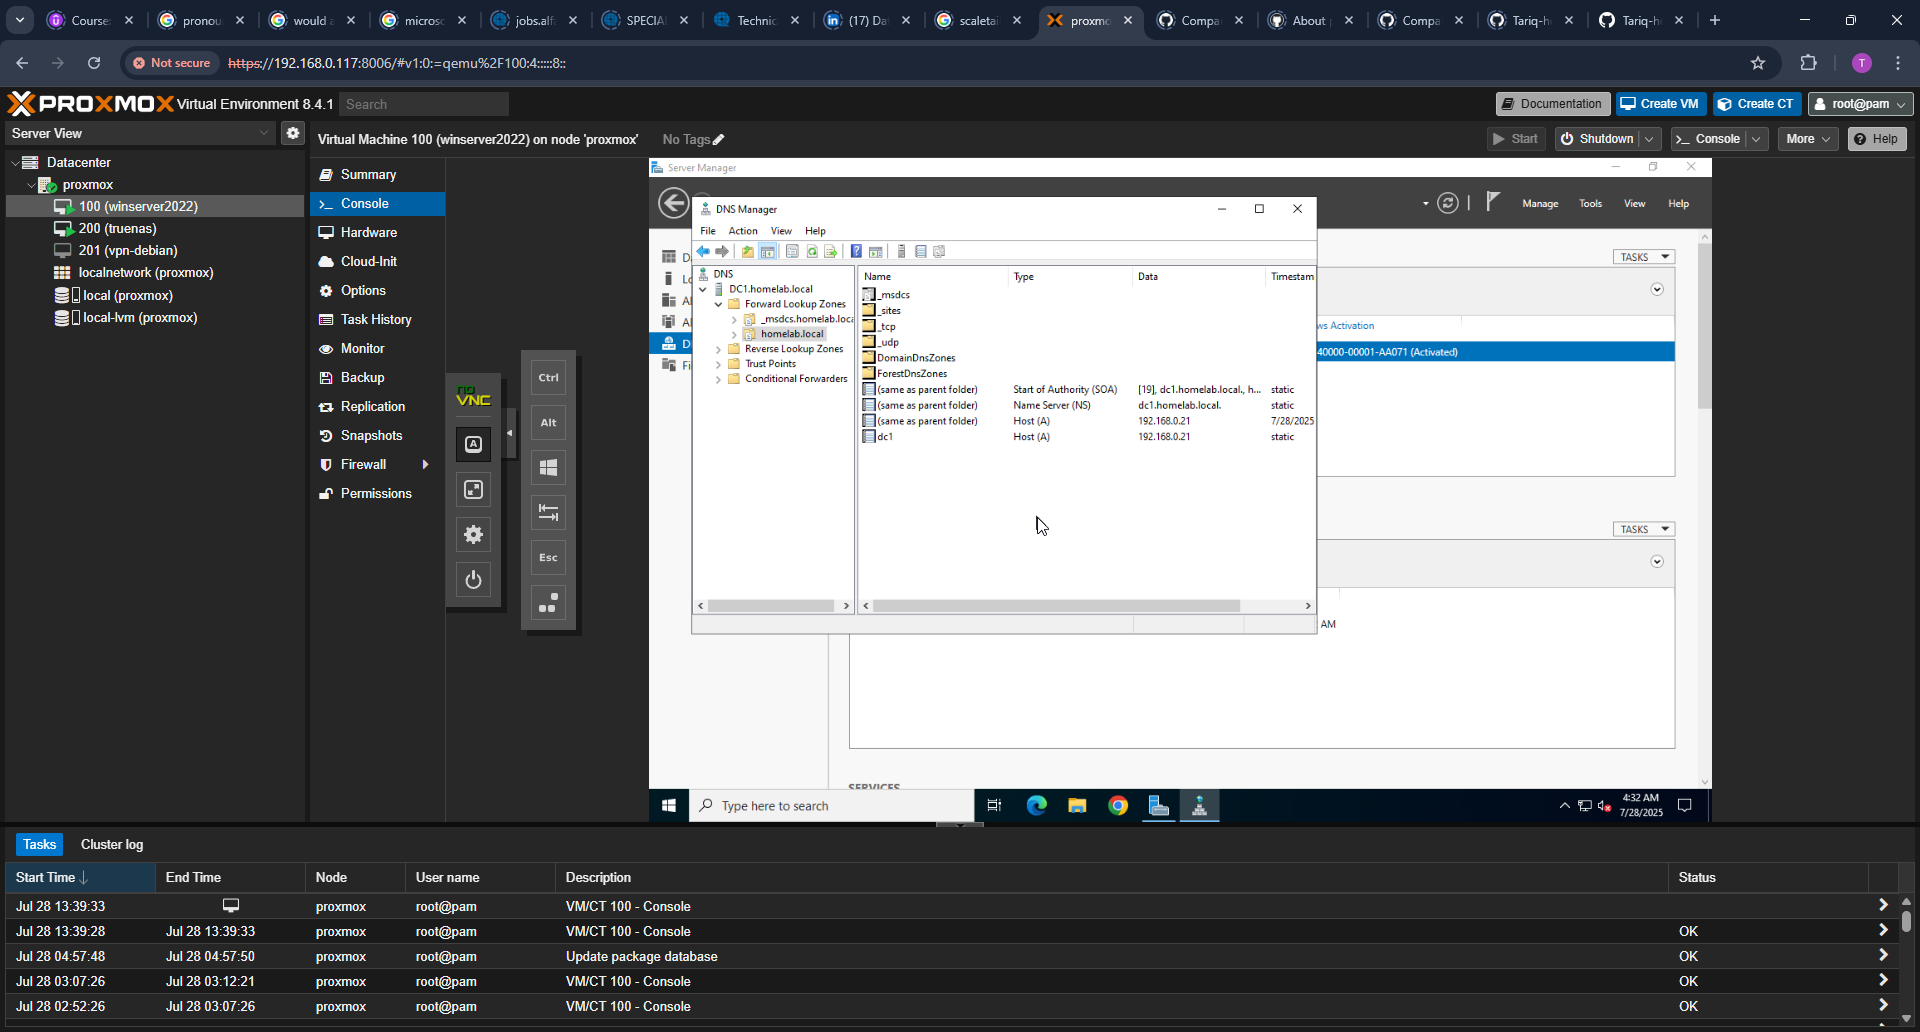 Course
pronou
would a
microso
jobs.alf
SPECIAL
Technic
(17) Da
scaletai
proxmo
Compa
About
Compa
Tariq-h
Tariq-h
Not secure
https://192.168.0.117:8006/#v1:0:=qemu%2F100:4:::::8::
T
PROXMOX Virtual Environment 8.4.1
Search
Documentation
Create VM
Create CT
root@pam
Server View
Virtual Machine 100 (winserver2022) on node 'proxmox'
No Tags
Start
Shutdown
Console
More
Help
Datacenter
proxmox
100 (winserver2022)
200 (truenas)
201 (vpn-debian)
localnetwork (proxmox)
local (proxmox)
local-lvm (proxmox)
Summary
Console
Hardware
Cloud-Init
Options
Task History
Monitor
Backup
Replication
Snapshots
Firewall
Permissions
no
VNC
A
Ctrl
Alt
Esc
Server Manager
Manage
Tools
View
Help
DNS Manager
File Action View Help
DNS
DC1.homelab.local
Forward Lookup Zones
_msdcs.homelab.loca
homelab.local
Reverse Lookup Zones
Trust Points
Conditional Forwarders
Name Type Data Timestam
_msdcs
_sites
_tcp
_udp
DomainDnsZones
ForestDnsZones
(same as parent folder) Start of Authority (SOA) [19], dc1.homelab.local., h... static
(same as parent folder) Name Server (NS) dc1.homelab.local. static
(same as parent folder) Host (A) 192.168.0.21 7/28/2025
dc1 Host (A) 192.168.0.21 static
TASKS
ws Activation
40000-00001-AA071 (Activated)
TASKS
AM
SERVICES
Type here to search
4:32 AM
7/28/2025
Tasks
Cluster log
Start Time End Time Node User name Description Status
Jul 28 13:39:33 proxmox root@pam VM/CT 100 - Console
Jul 28 13:39:28 Jul 28 13:39:33 proxmox root@pam VM/CT 100 - Console OK
Jul 28 04:57:48 Jul 28 04:57:50 proxmox root@pam Update package database OK
Jul 28 03:07:26 Jul 28 03:12:21 proxmox root@pam VM/CT 100 - Console OK
Jul 28 02:52:26 Jul 28 03:07:26 proxmox root@pam VM/CT 100 - Console OK